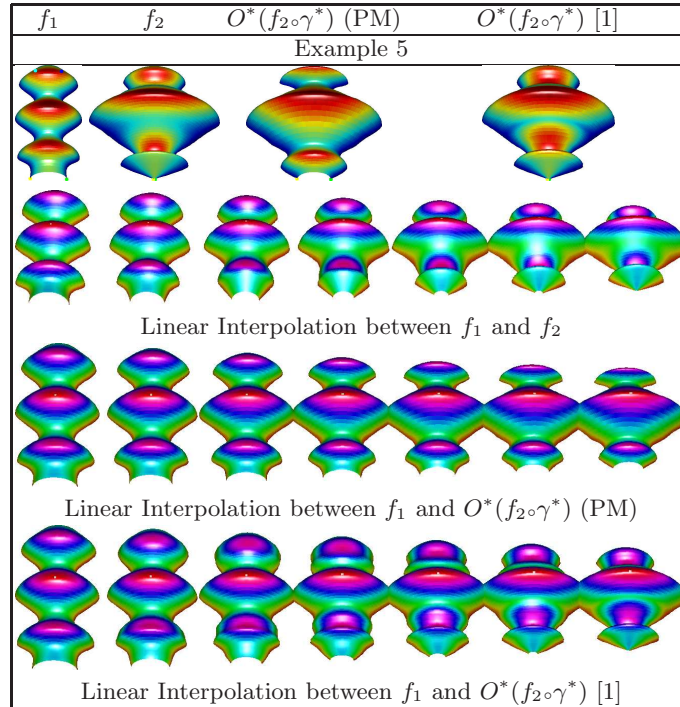 f₁ f₂ O*(f₂∘γ*) (PM) O*(f₂∘γ*) [1]
Example 5
Linear Interpolation between f₁ and f₂
Linear Interpolation between f₁ and O*(f₂∘γ*) (PM)
Linear Interpolation between f₁ and O*(f₂∘γ*) [1]